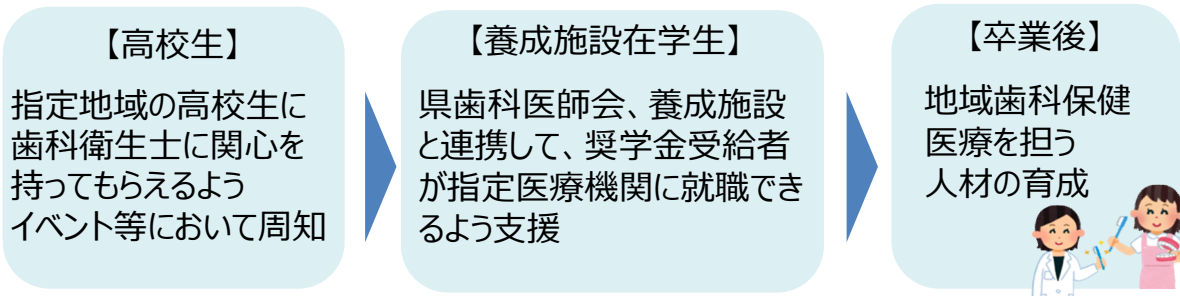 【高校生】
指定地域の高校生に
歯科衛生士に関心を
持ってもらえるよう
イベント等において周知
【養成施設在学生】
県歯科医師会、養成施設
と連携して、奨学金受給者
が指定医療機関に就職でき
るよう支援
【卒業後】
地域歯科保健
医療を担う
人材の育成